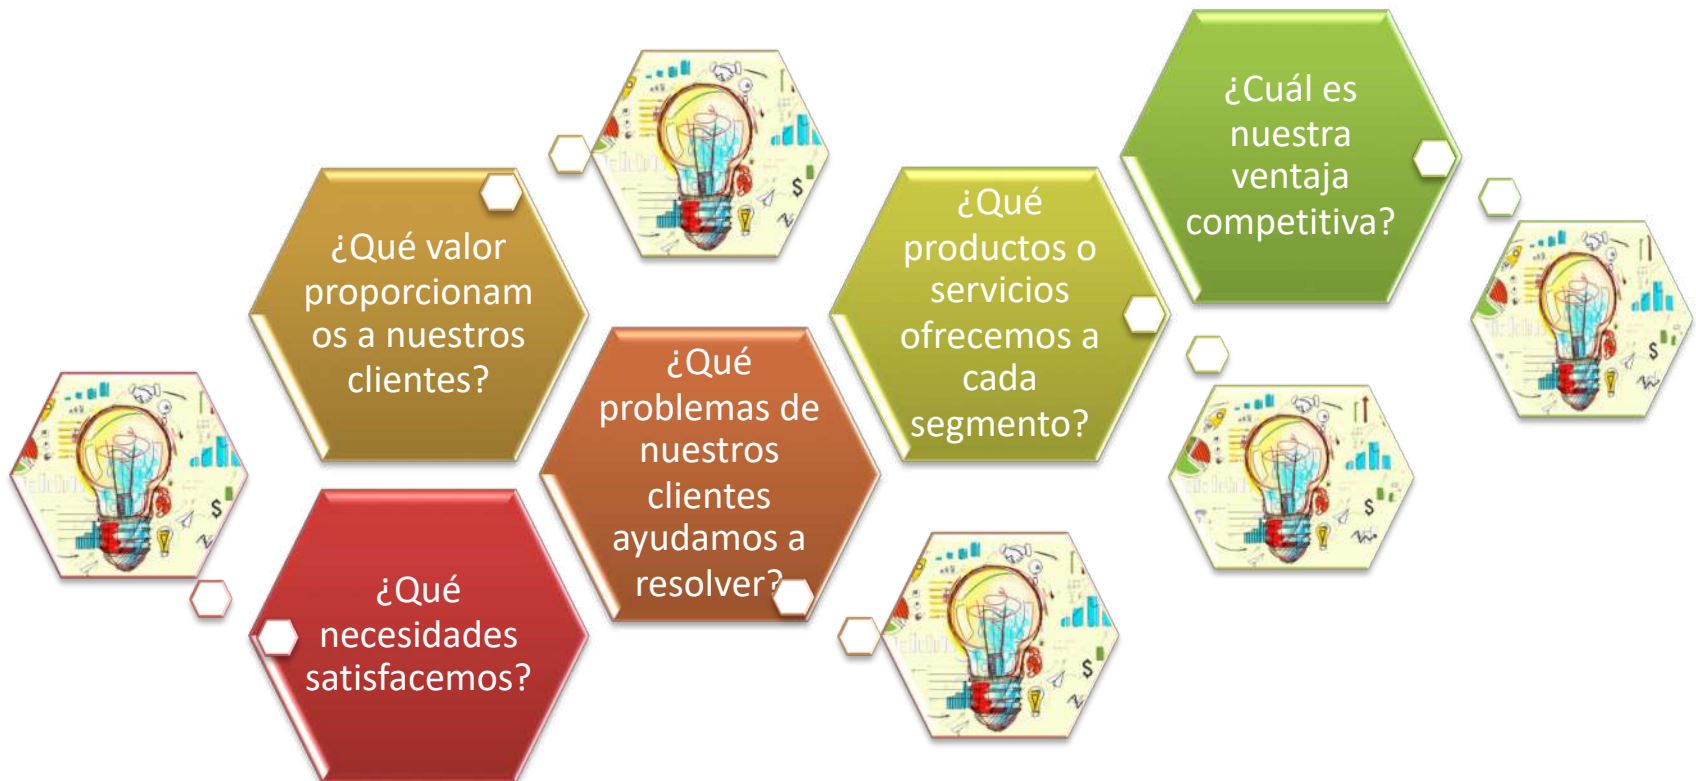 ¿Qué
necesidades
satisfacemos?
¿Qué valor
proporcionam
os a nuestros
clientes?
¿Qué
problemas de
nuestros
clientes
ayudamos a
resolver?
¿Qué
productos o
servicios
ofrecemos a
cada
segmento?
¿Cuál es
nuestra
ventaja
competitiva?
$
$
$
$
$